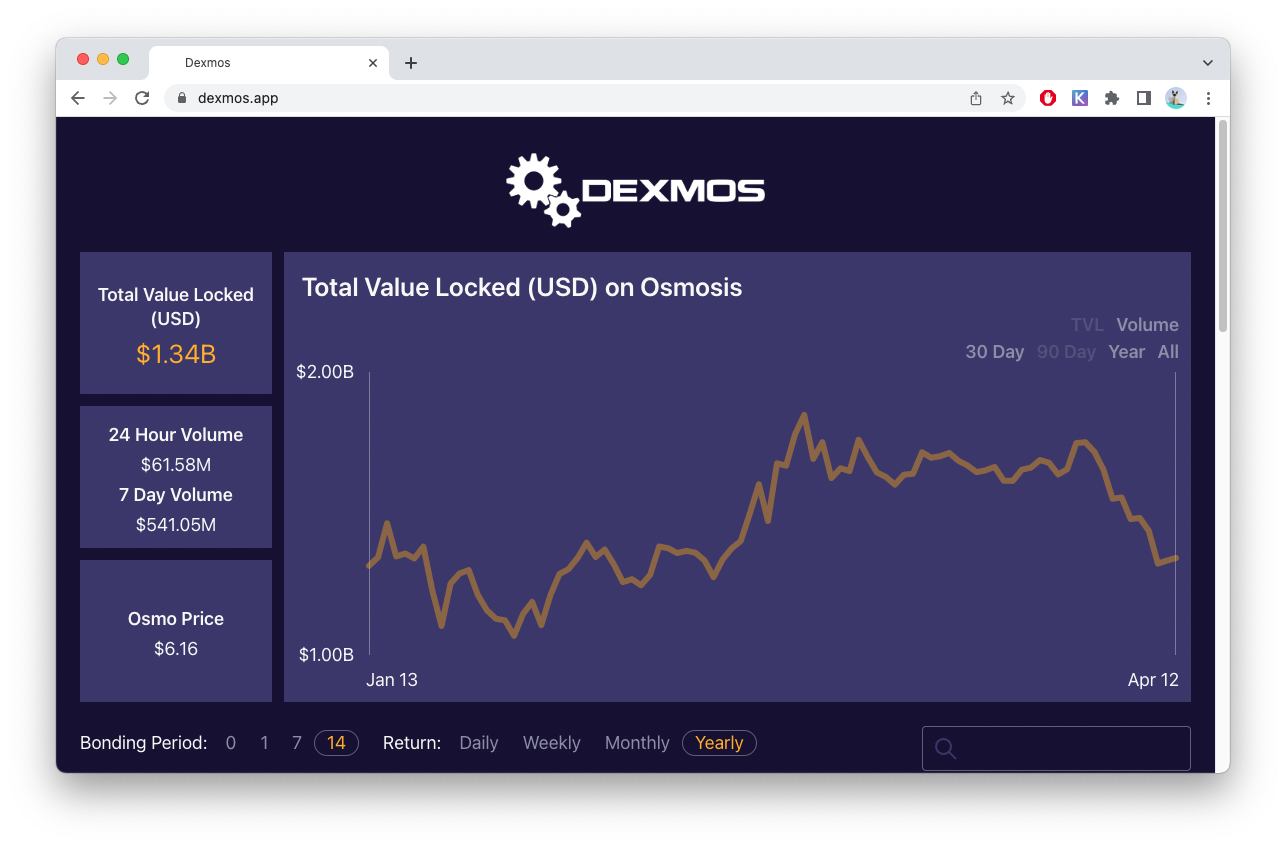 Dexmos
dexmos.app
K
DEXMOS
Total Value Locked
(USD)
$1.34B
24 Hour Volume
$61.58M
7 Day Volume
$541.05M
Osmo Price
$6.16
Total Value Locked (USD) on Osmosis
TVL Volume
30 Day 90 Day Year All
$2.00B
$1.00B
Jan 13 Apr 12
Bonding Period: 0 1 7 14 Return: Daily Weekly Monthly Yearly